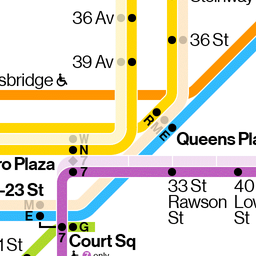 36 Av
36 St
39 Av
sbridge
R
M
E
W
N
7
7
Queens Pla
ro Plaza
33 St
Rawson
St
40
Lo
St
-23 St
M
E
7
G
1 St
Court Sq
7 only